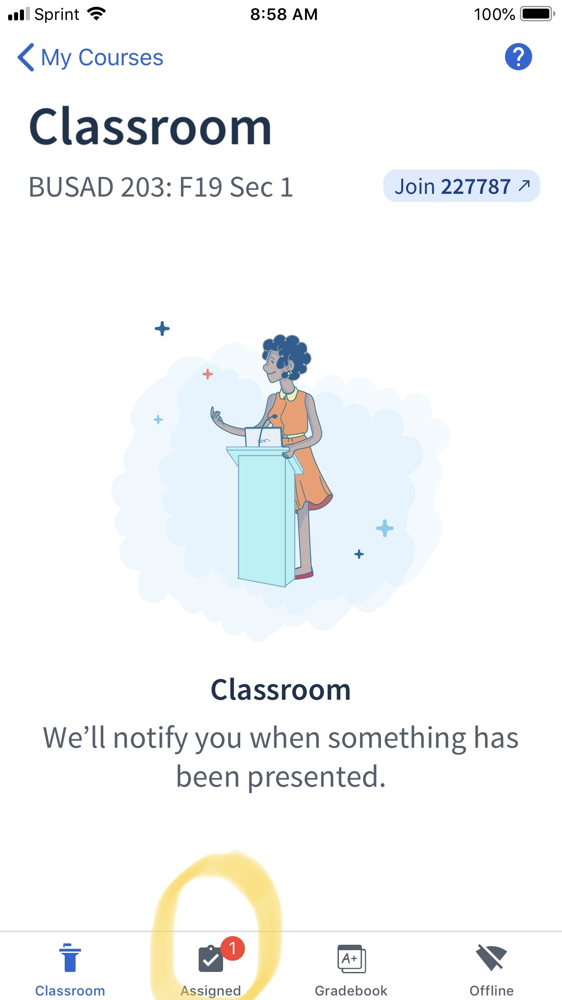 Sprint 8:58 AM 100%
My Courses ?
Classroom
BUSAD 203: F19 Sec 1 Join 227787 ↗
Classroom
We’ll notify you when something has
been presented.
1
A+
Classroom Assigned Gradebook Offline